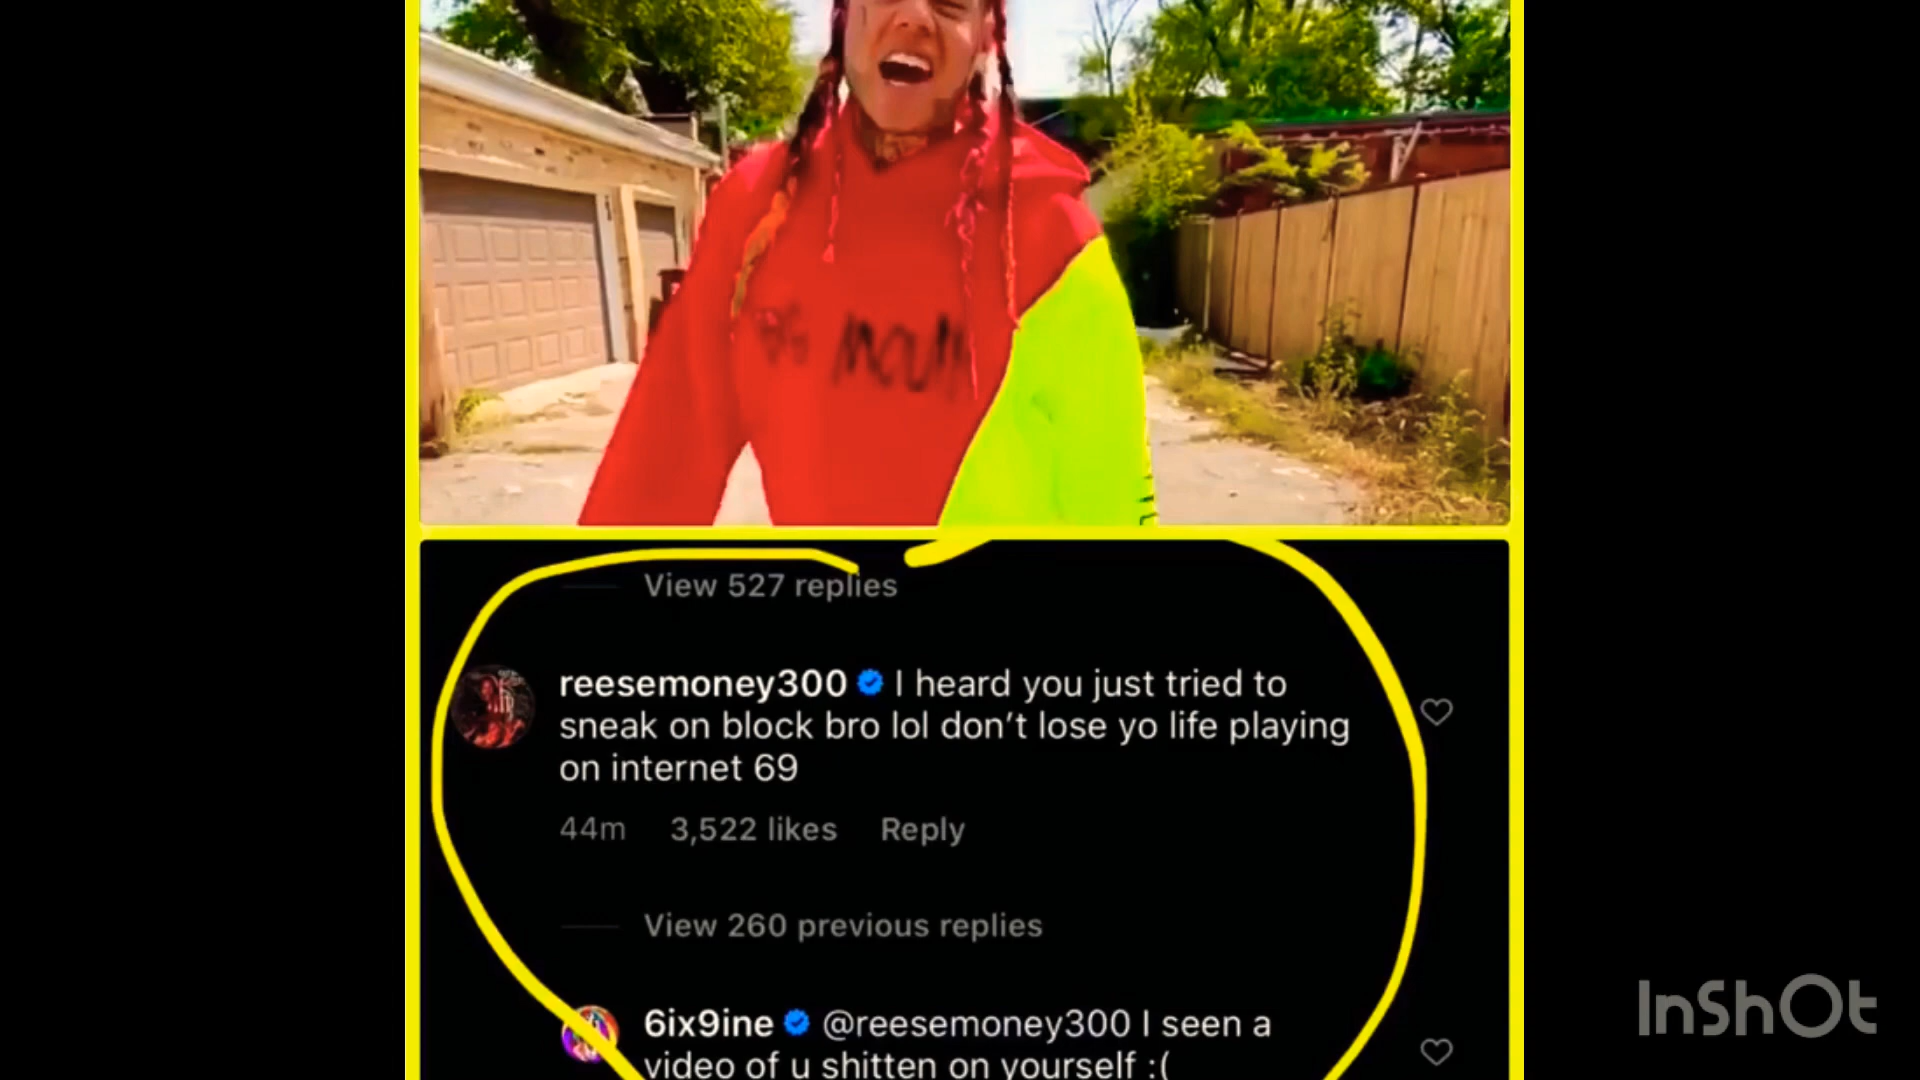 MOUTH
View 527 replies
reesemoney300 I heard you just tried to
sneak on block bro lol don't lose yo life playing
on internet 69
44m 3,522 likes Reply
View 260 previous replies
6ix9ine @reesemoney300 I seen a
video of u shitten on yourself :(
InShOt